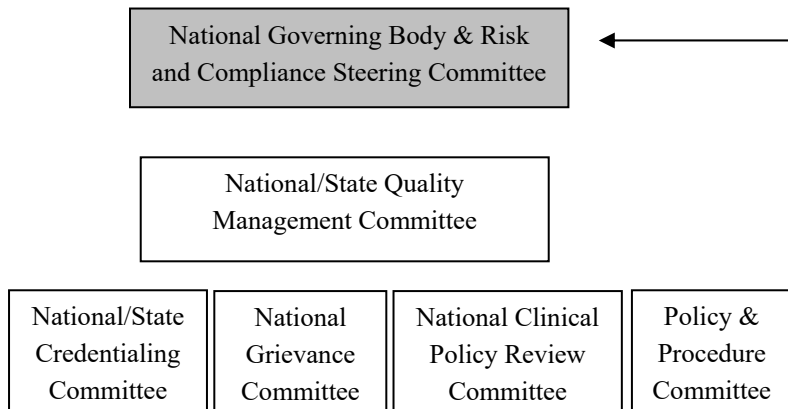 National Governing Body & Risk
and Compliance Steering Committee
National/State Quality
Management Committee
National/State
Credentialing
Committee
National
Grievance
Committee
National Clinical
Policy Review
Committee
Policy &
Procedure
Committee